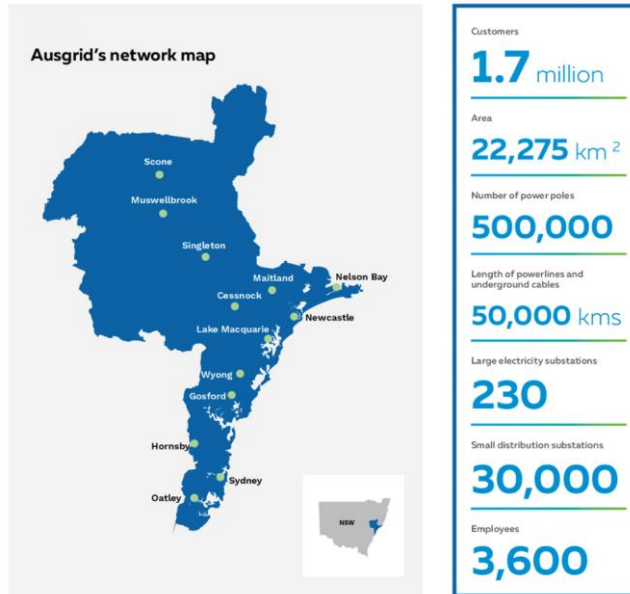 Ausgrid's network map
Scone
Muswellbrook
Singleton
Maitland
Nelson Bay
Cessnock
Newcastle
Lake Macquarie
Wyong
Gosford
Hornsby
Sydney
Oatley
NSW
Customers
1.7 million
Area
22,275 km²
Number of power poles
500,000
Length of powerlines and
underground cables
50,000 kms
Large electricity substations
230
Small distribution substations
30,000
Employees
3,600